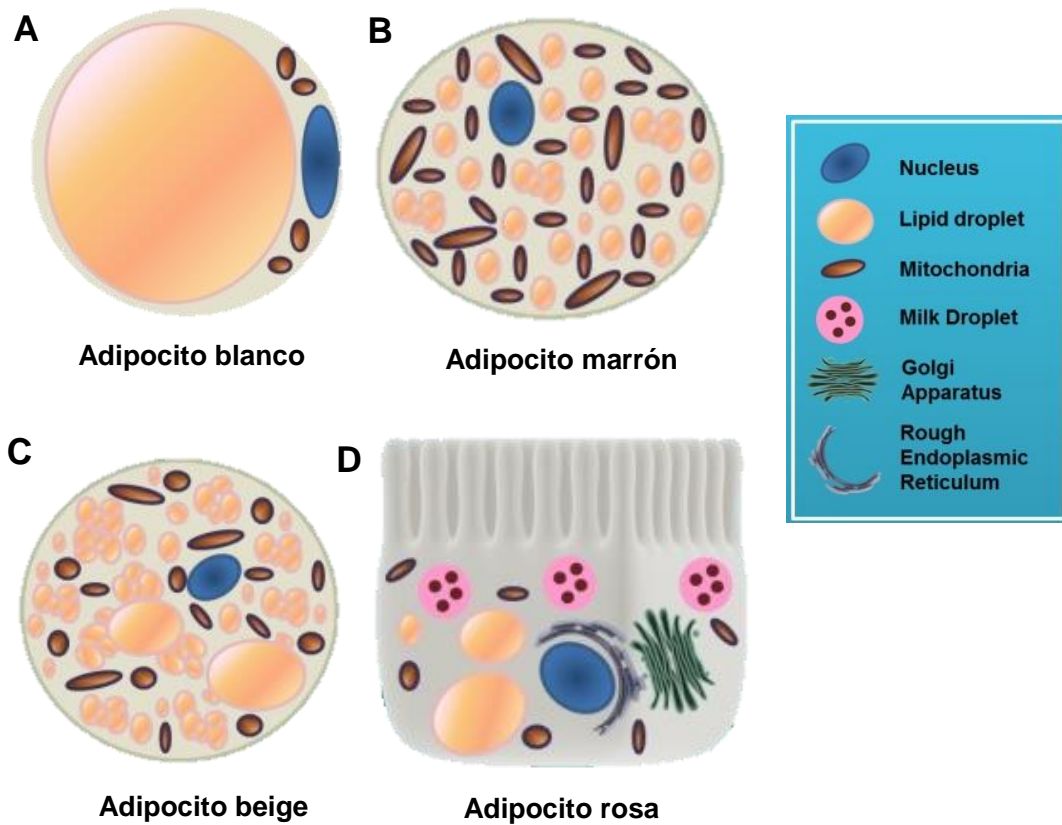 A
B
Adipocito blanco
Adipocito marrón
C
D
Adipocito beige
Adipocito rosa
Nucleus
Lipid droplet
Mitochondria
Milk Droplet
Golgi
Apparatus
Rough
Endoplasmic
Reticulum